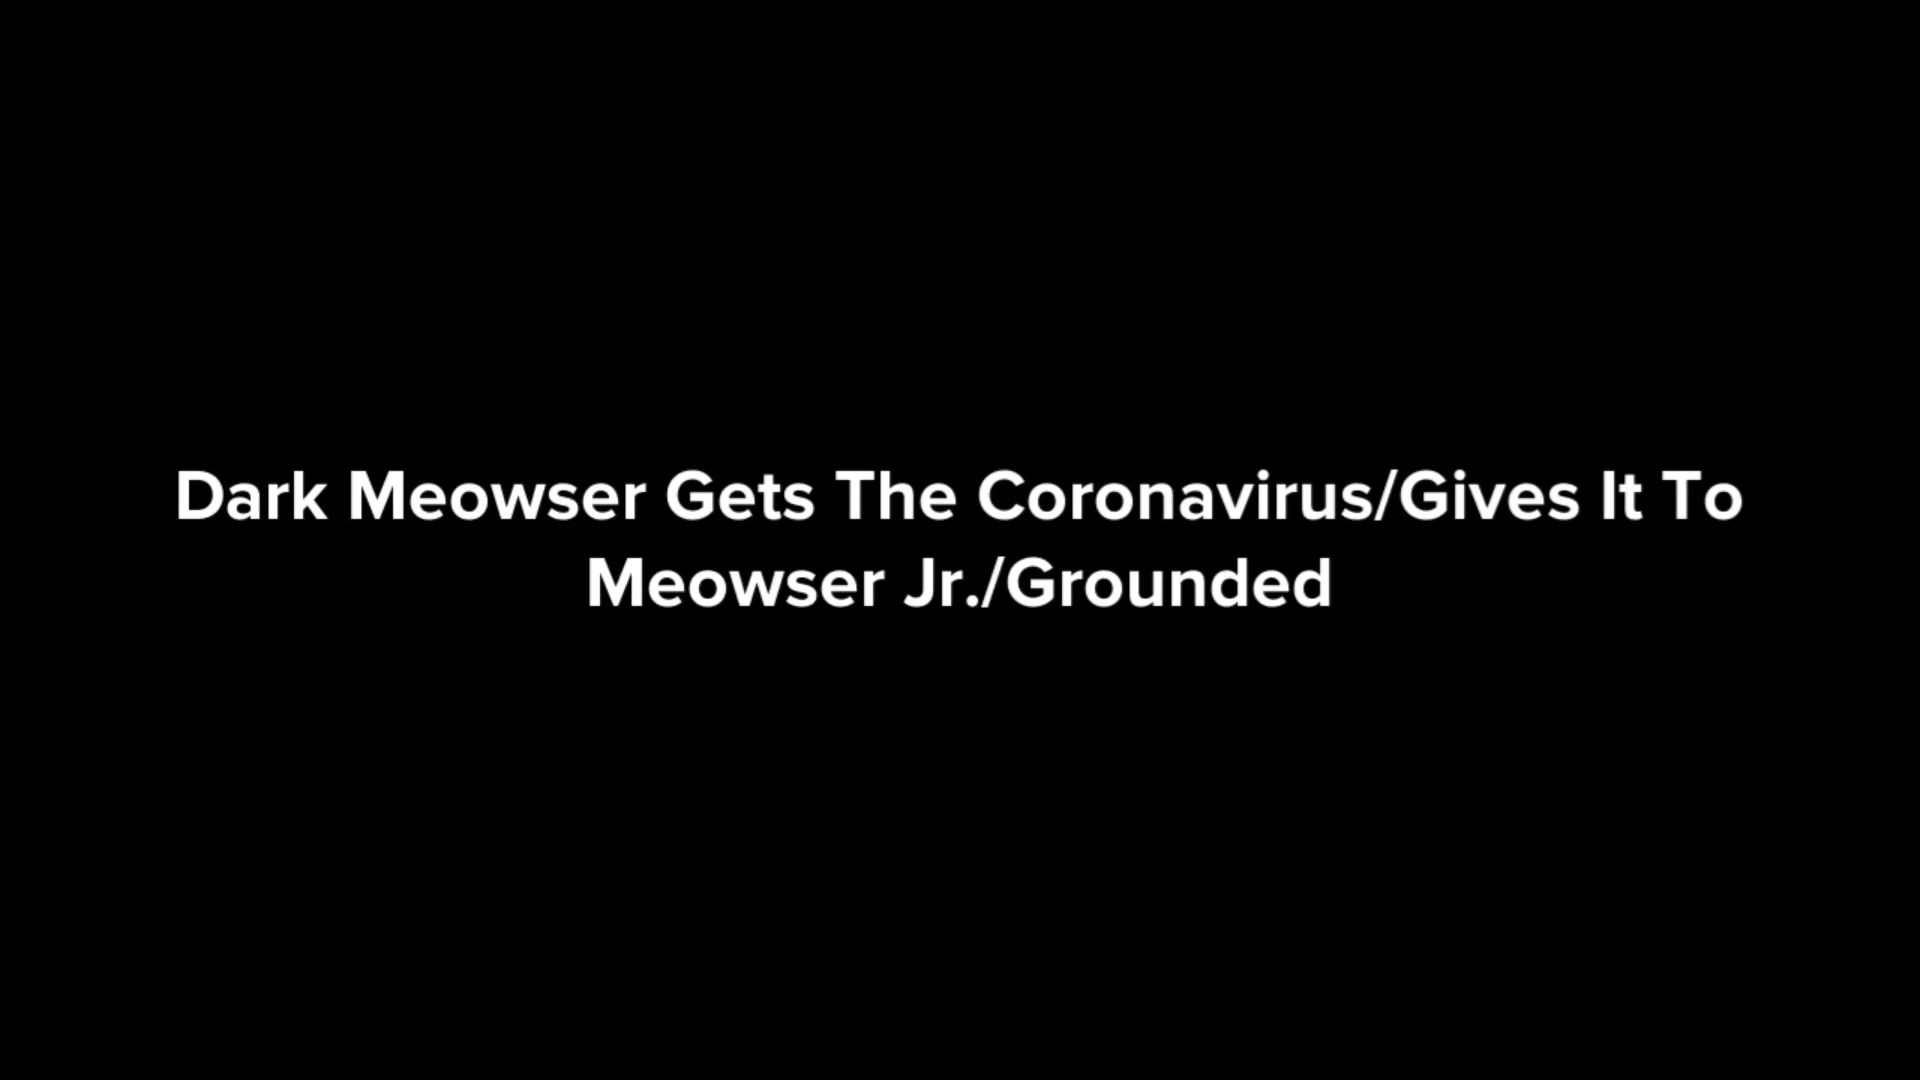 Dark Meowser Gets The Coronavirus/Gives It To
Meowser Jr./Grounded